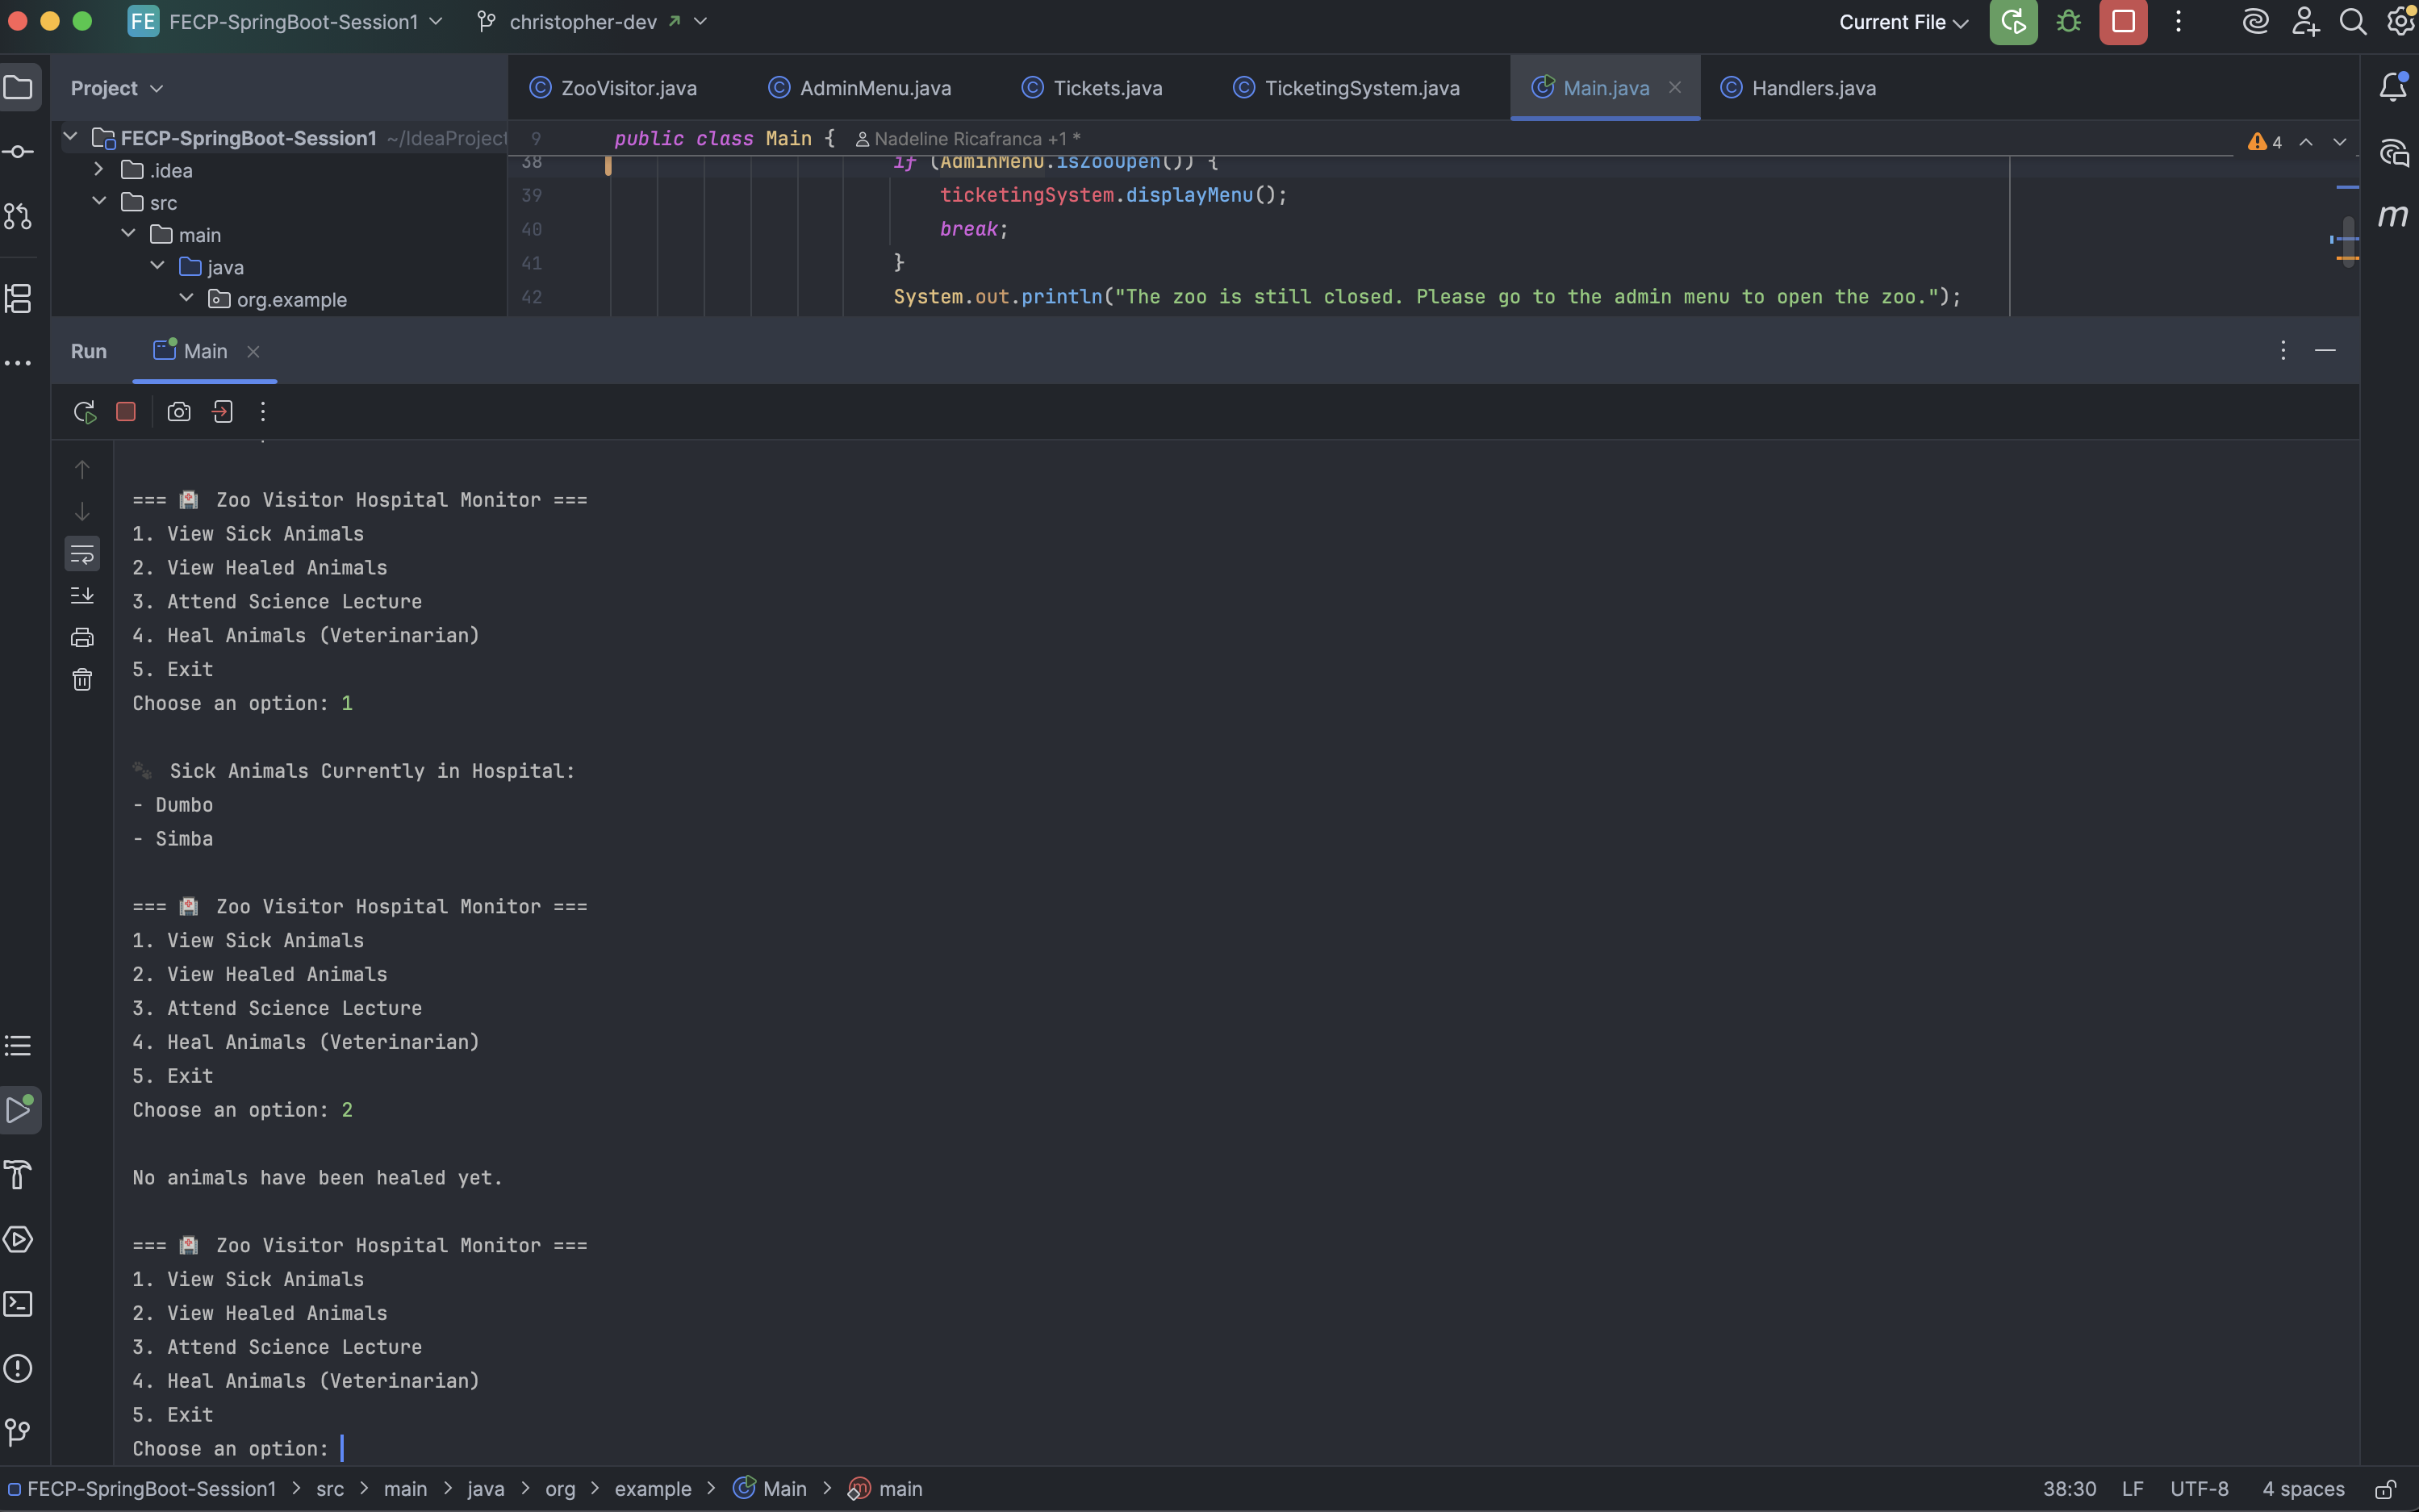 FE FECP-SpringBoot-Session1 christopher-dev Current File
Project
ZooVisitor.java AdminMenu.java Tickets.java TicketingSystem.java Main.java Handlers.java
FECP-SpringBoot-Session1 ~/IdeaProject
.idea
src
main
java
org.example
9 public class Main { Nadeline Ricafranca +1 *
4
38 if (AdminMenu.isZooOpen()) {
39 ticketingSystem.displayMenu();
40 break;
41 }
42 System.out.println("The zoo is still closed. Please go to the admin menu to open the zoo.");
Run Main
=== 🏥 Zoo Visitor Hospital Monitor ===
1. View Sick Animals
2. View Healed Animals
3. Attend Science Lecture
4. Heal Animals (Veterinarian)
5. Exit
Choose an option: 1
🐾 Sick Animals Currently in Hospital:
- Dumbo
- Simba
=== 🏥 Zoo Visitor Hospital Monitor ===
1. View Sick Animals
2. View Healed Animals
3. Attend Science Lecture
4. Heal Animals (Veterinarian)
5. Exit
Choose an option: 2
No animals have been healed yet.
=== 🏥 Zoo Visitor Hospital Monitor ===
1. View Sick Animals
2. View Healed Animals
3. Attend Science Lecture
4. Heal Animals (Veterinarian)
5. Exit
Choose an option:
FECP-SpringBoot-Session1 > src > main > java > org > example > Main > main 38:30 LF UTF-8 4 spaces